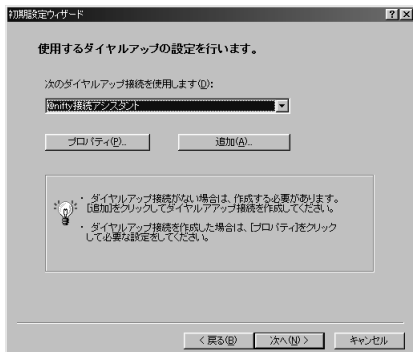 初期設定ウィザード
使用するダイヤルアップの設定を行います。
次のダイヤルアップ接続を使用します(D):
@nifty接続アシスタント
プロパティ(P)...
追加(A)...
・ ダイヤルアップ接続がない場合は、作成する必要があります。
[追加]をクリックしてダイヤルアアップ接続を作成してください。
・ ダイヤルアップ接続を作成した場合は、[プロパティ]をクリック
して必要な設定をしてください。
< 戻る(B)
次へ(N) >
キャンセル